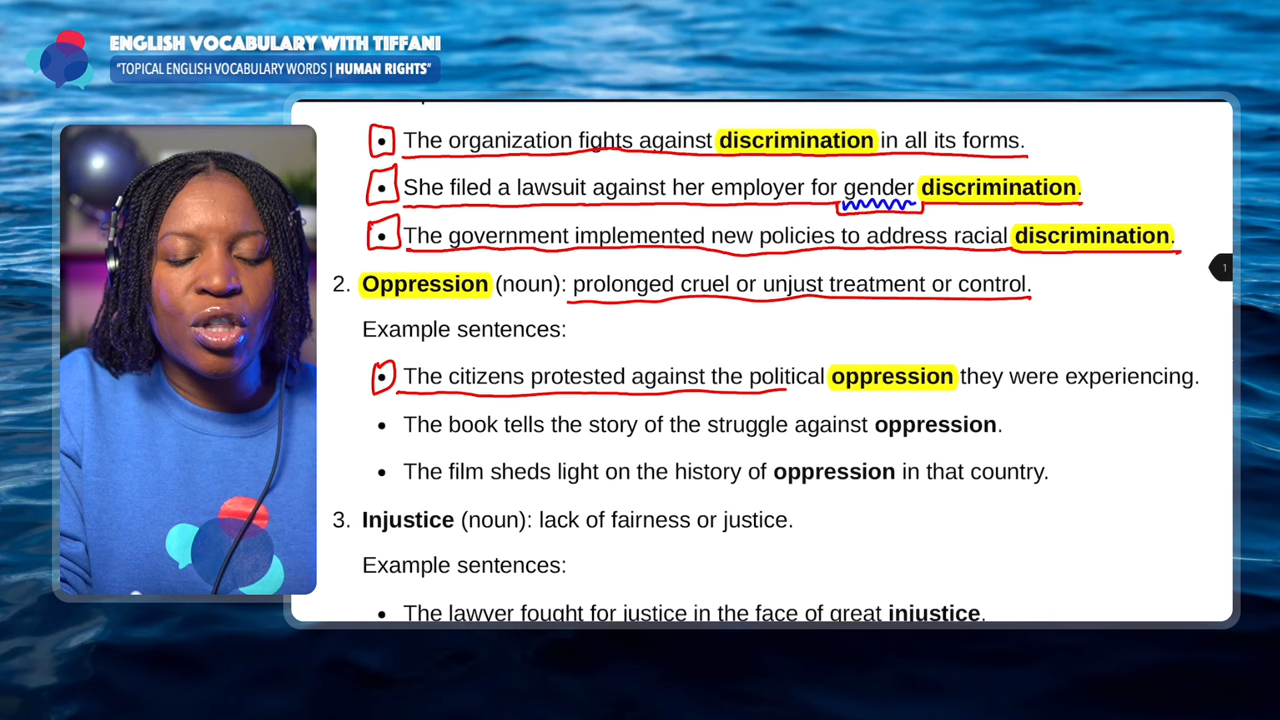 ENGLISH VOCABULARY WITH TIFFANI
"TOPICAL ENGLISH VOCABULARY WORDS | HUMAN RIGHTS"
• The organization fights against discrimination in all its forms.
• She filed a lawsuit against her employer for gender discrimination.
• The government implemented new policies to address racial discrimination.
1
2. Oppression (noun): prolonged cruel or unjust treatment or control.
Example sentences:
• The citizens protested against the political oppression they were experiencing.
• The book tells the story of the struggle against oppression.
• The film sheds light on the history of oppression in that country.
3. Injustice (noun): lack of fairness or justice.
Example sentences:
• The lawyer fought for justice in the face of great injustice.